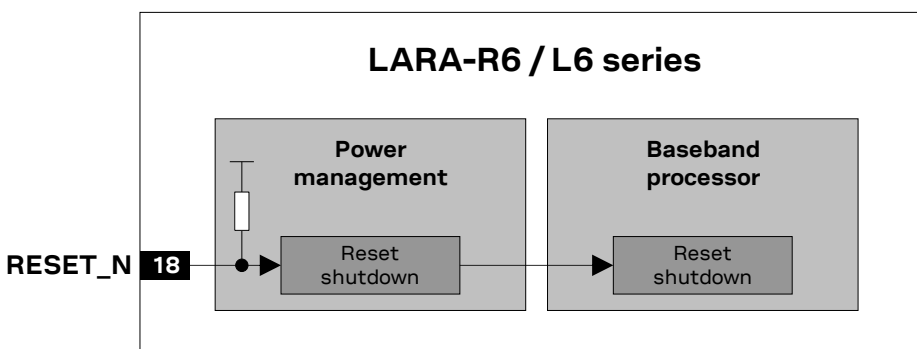 LARA-R6 / L6 series
Power
management
Baseband
processor
RESET_N 18
Reset
shutdown
Reset
shutdown